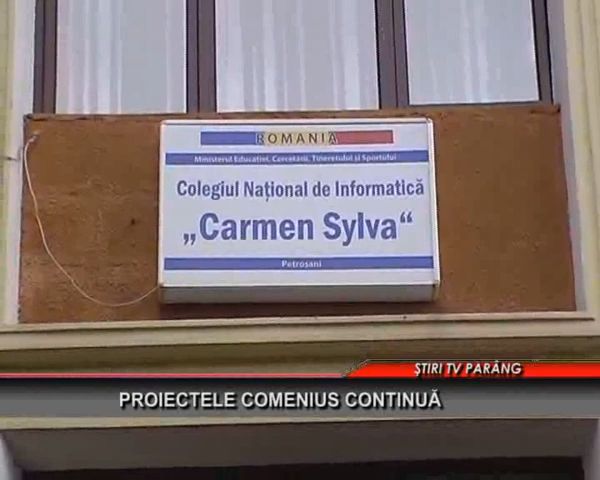 ROMANIA
Ministerul Educației, Cercetării, Tineretului și Sportului
Colegiul Național de Informatică
„Carmen Sylva“
Petroșani
ȘTIRI TV PARÂNG
PROIECTELE COMENIUS CONTINUĂ